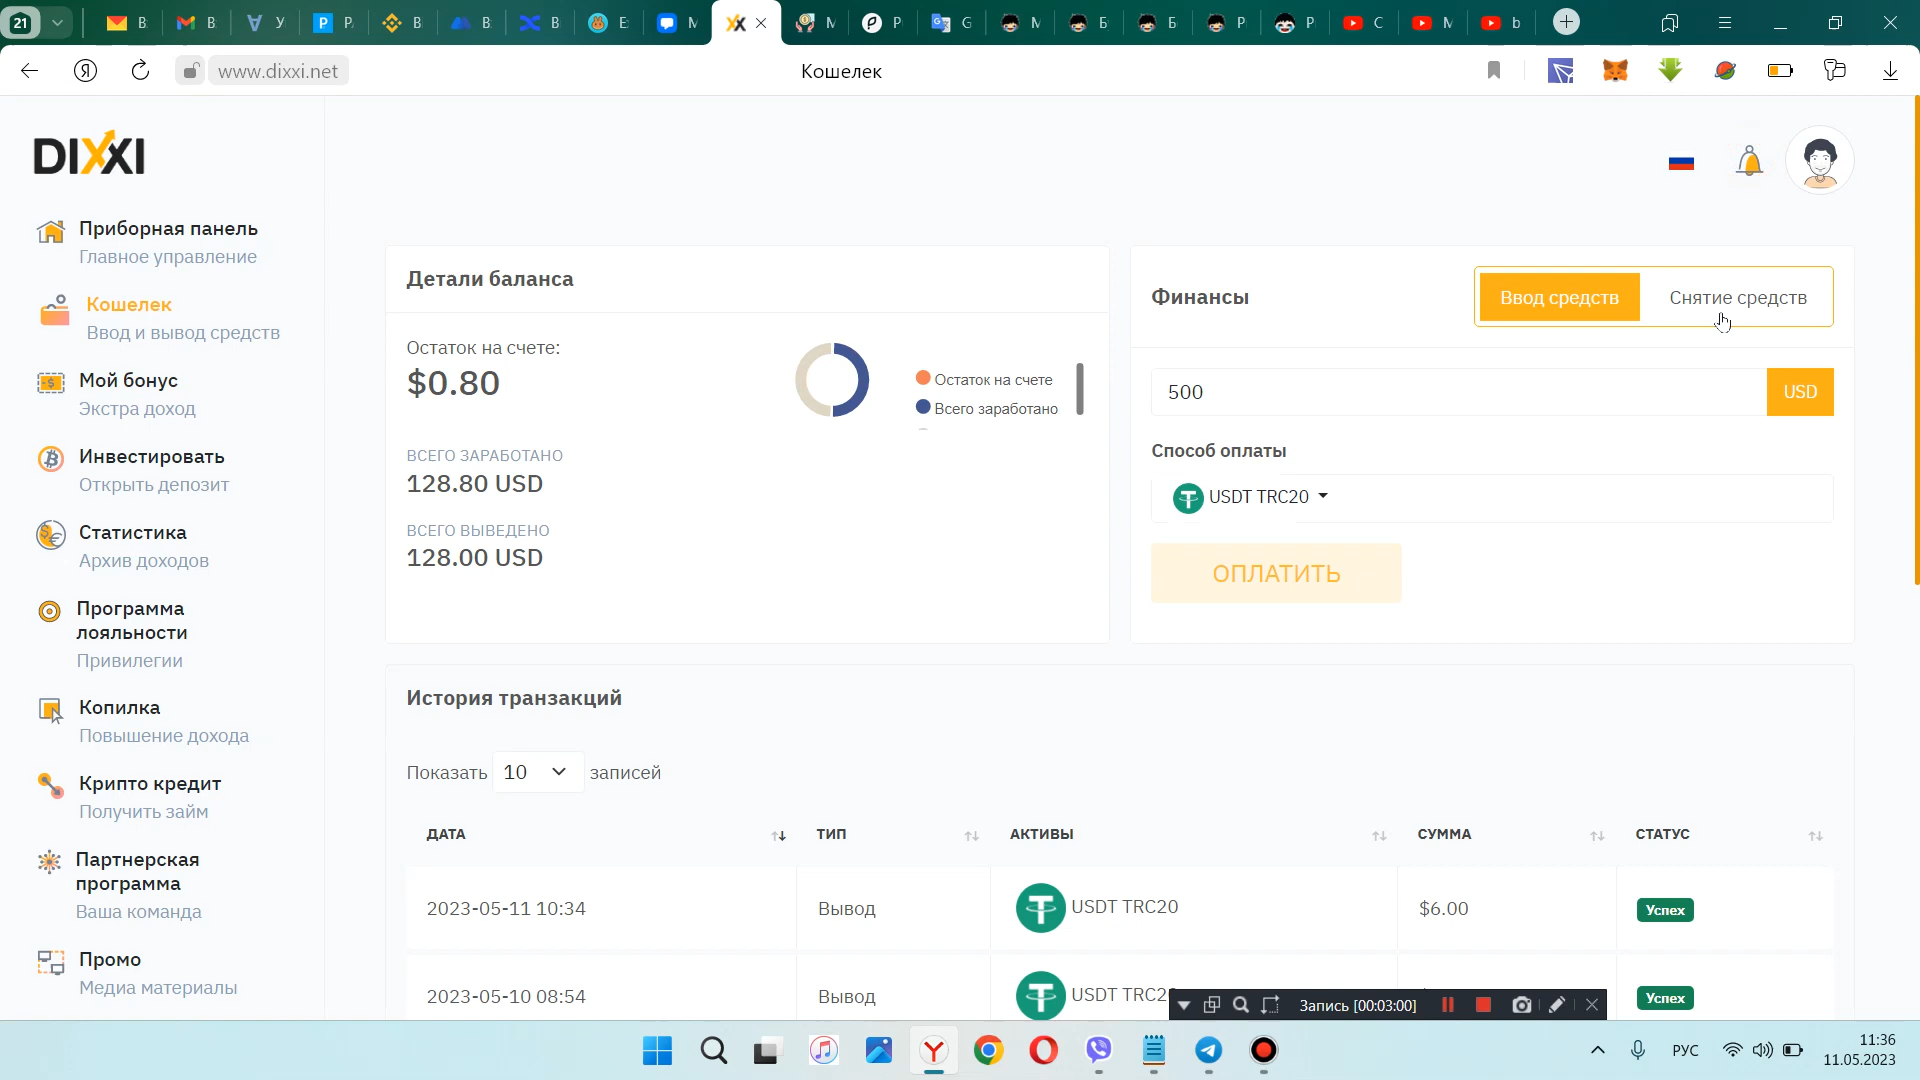 21
www.dixxi.net
Кошелек
DIXXI
Приборная панель
Главное управление
Кошелек
Ввод и вывод средств
Мой бонус
Экстра доход
Инвестировать
Открыть депозит
Статистика
Архив доходов
Программа
лояльности
Привилегии
Копилка
Повышение дохода
Крипто кредит
Получить займ
Партнерская
программа
Ваша команда
Промо
Медиа материалы
Детали баланса
Остаток на счете:
$0.80
Остаток на счете
Всего заработано
ВСЕГО ЗАРАБОТАНО
128.80 USD
ВСЕГО ВЫВЕДЕНО
128.00 USD
Финансы
Ввод средств
Снятие средств
500
USD
Способ оплаты
USDT TRC20
ОПЛАТИТЬ
История транзакций
Показать 10 записей
ДАТА ТИП АКТИВЫ СУММА СТАТУС
2023-05-11 10:34 Вывод USDT TRC20 $6.00 Успех
2023-05-10 08:54 Вывод USDT TRC2 Успех
Запись [00:03:00]
РУС
11:36
11.05.2023